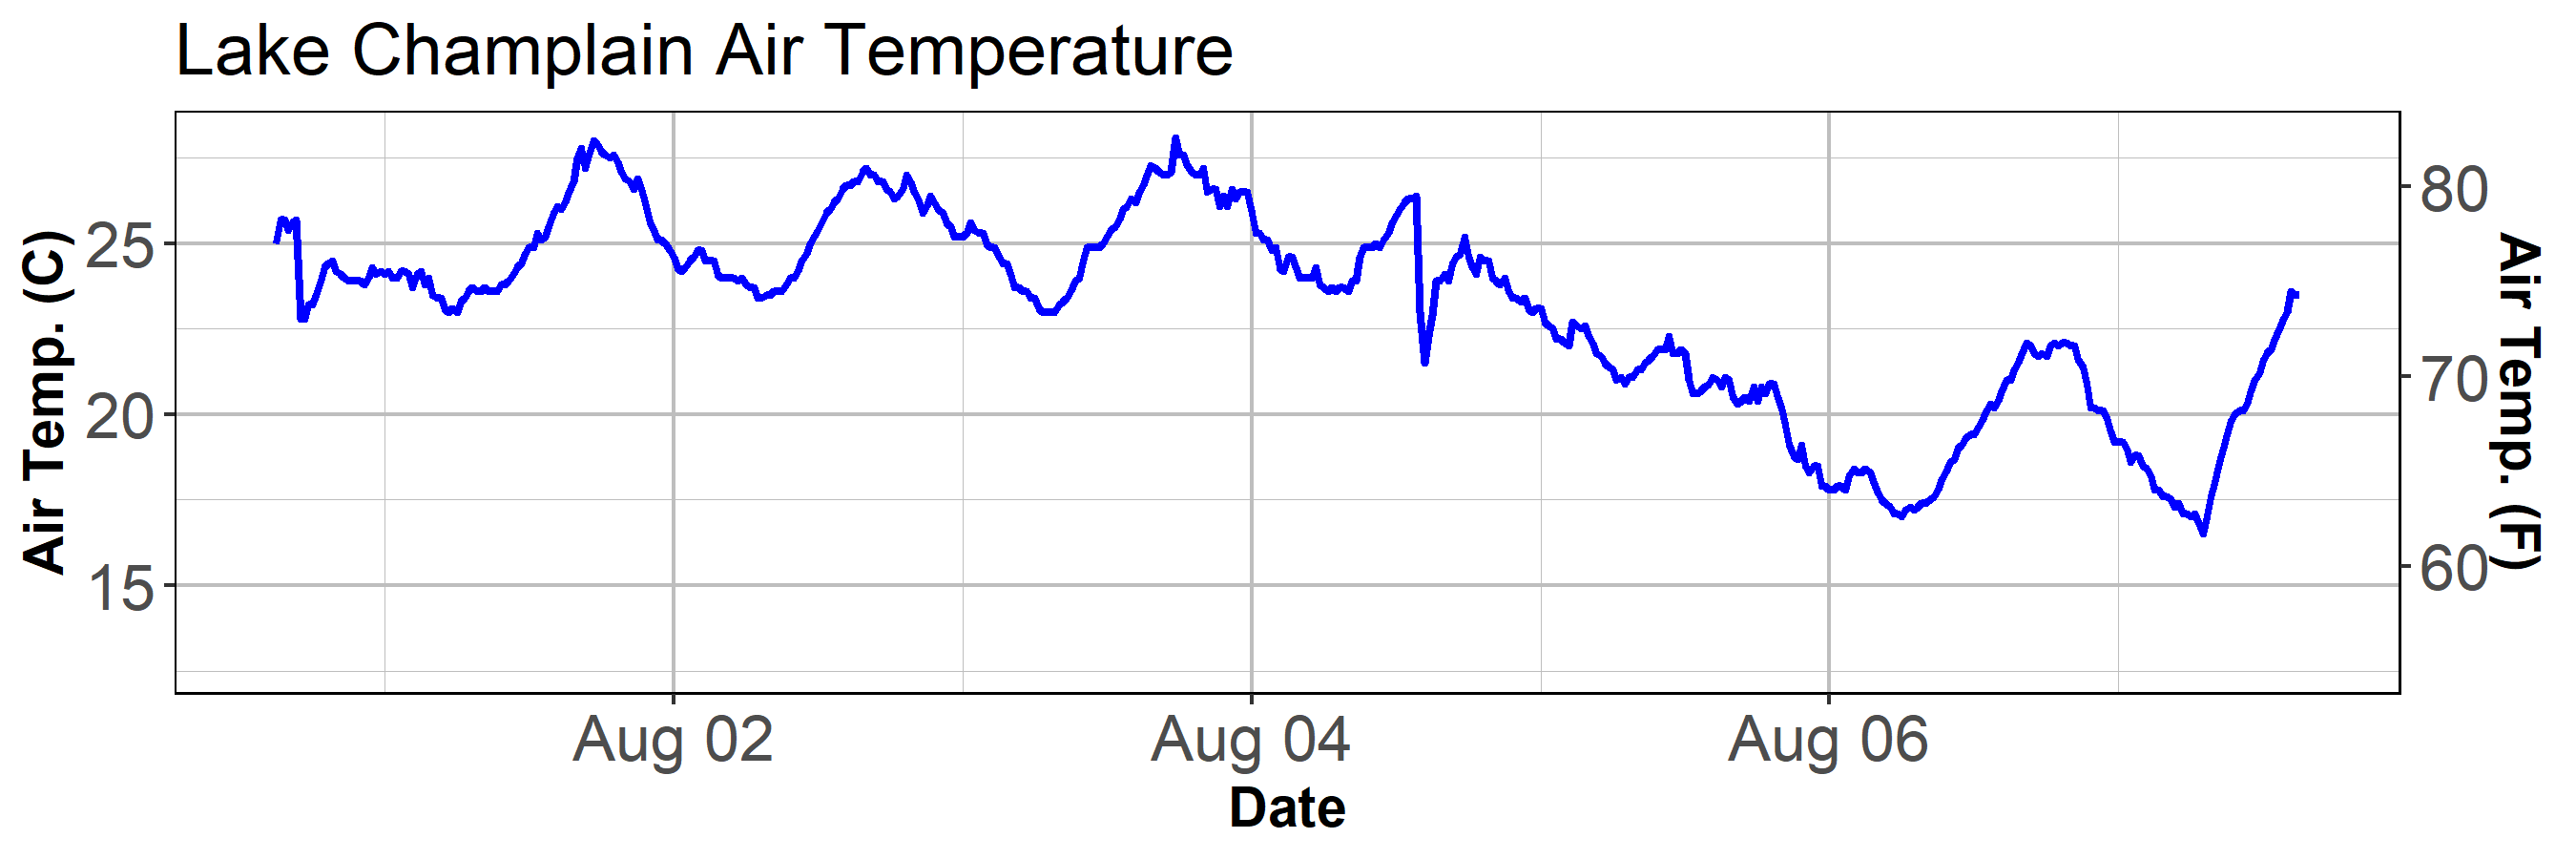 Lake Champlain Air Temperature
Air Temp. (C)
25
20
15
80
70
60
Air Temp. (F)
Aug 02
Aug 04
Aug 06
Date